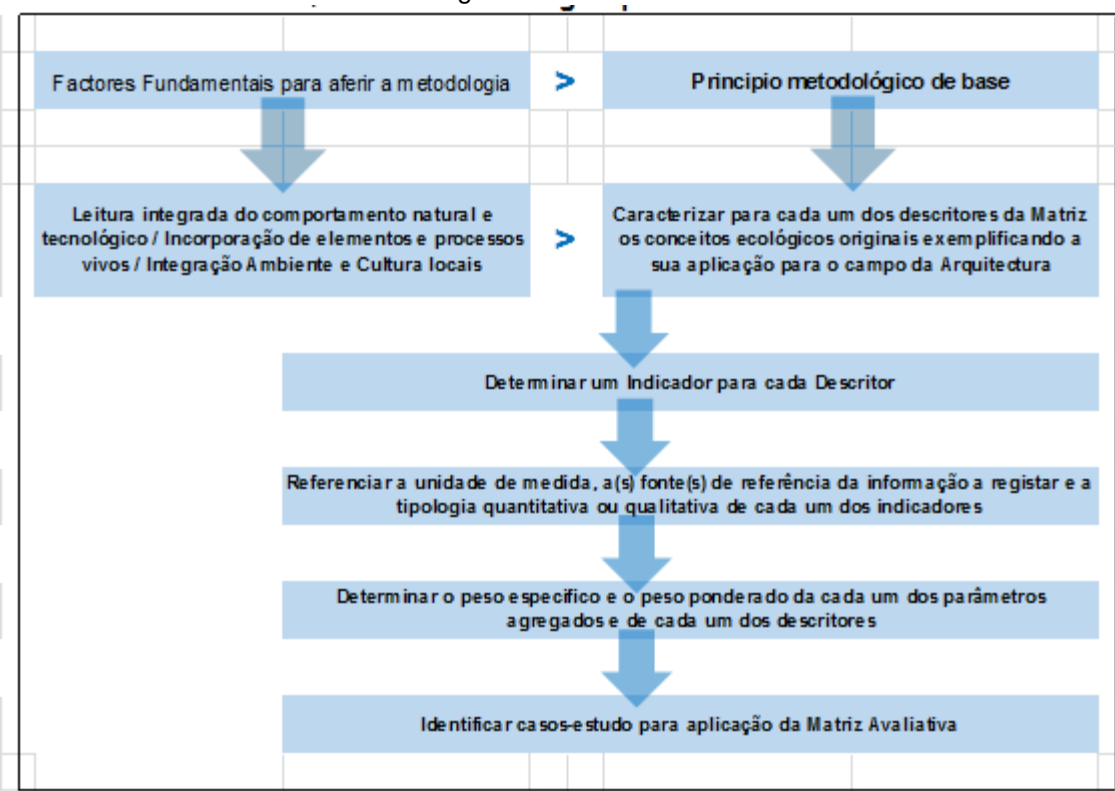 Factores Fundamentais para aferir a metodologia
>
Principio metodológico de base
Leitura integrada do comportamento natural e
tecnológico / Incorporação de elementos e processos
vivos / Integração Ambiente e Cultura locais
>
Caracterizar para cada um dos descritores da Matriz
os conceitos ecológicos originais exemplificando a
sua aplicação para o campo da Arquitectura
Determinar um Indicador para cada Descritor
Referenciar a unidade de medida, a(s) fonte(s) de referência da informação a registar e a
tipologia quantitativa ou qualitativa de cada um dos indicadores
Determinar o peso especifico e o peso ponderado da cada um dos parâmetros
agregados e de cada um dos descritores
Identificar casos-estudo para aplicação da Matriz Avaliativa